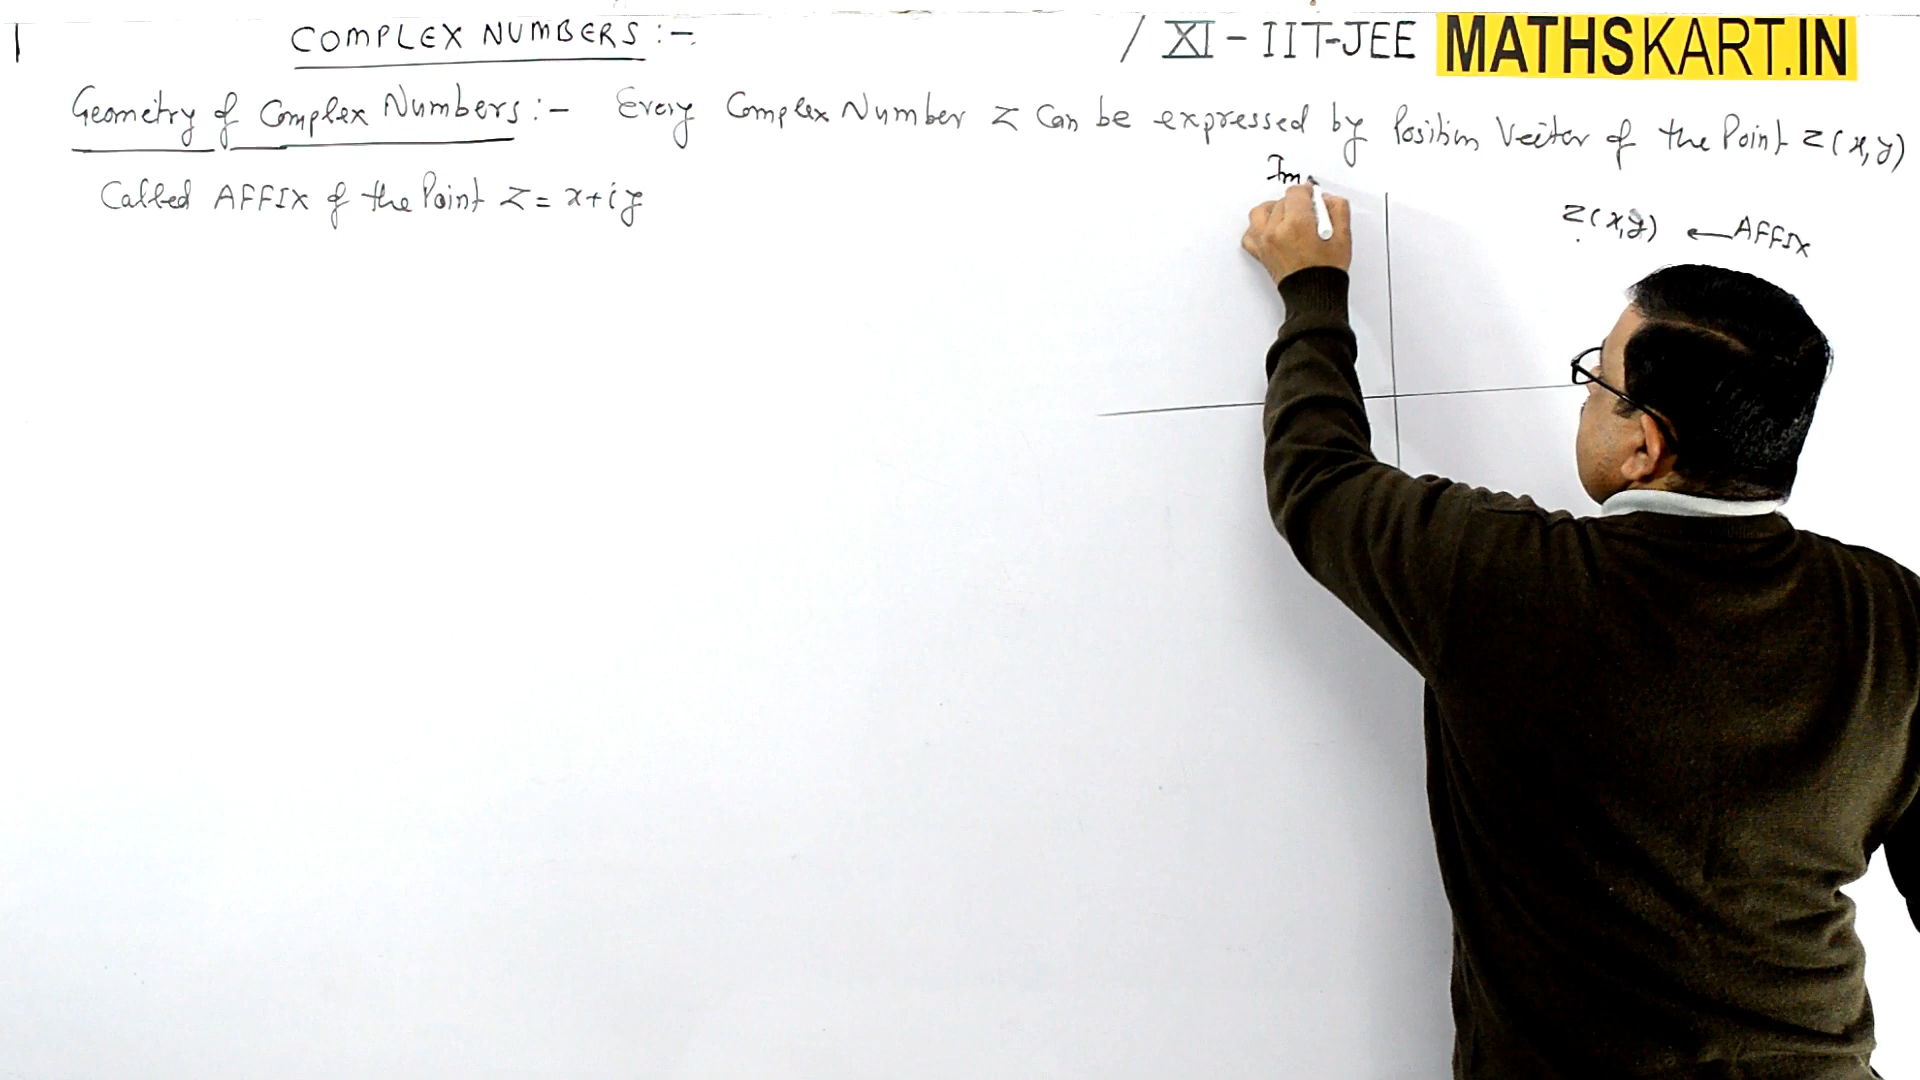 COMPLEX NUMBERS :- / XI - IIT-JEE MATHSKART.IN
Geometry of Complex Numbers :- Every Complex Number z Can be expressed by Position Vector of the Point z(x,y)
Called AFFIX of the Point z = x+iy
Im
z(x,y) ← AFFIX